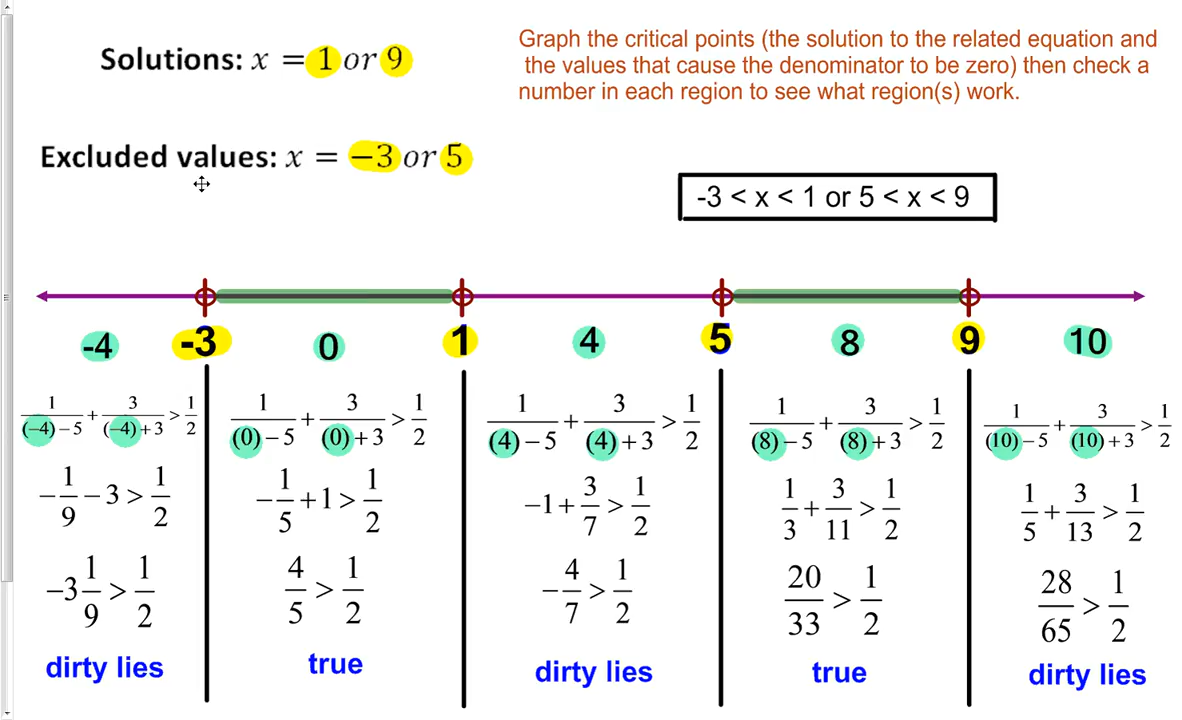 Solutions: x = 1 or 9
Graph the critical points (the solution to the related equation and
the values that cause the denominator to be zero) then check a
number in each region to see what region(s) work.
Excluded values: x = −3 or 5
-3 < x < 1 or 5 < x < 9
-4 -3 0 1 4 5 8 9 10
1/((−4)−5) + 3/((−4)+3) > 1/2
−1/9 − 3 > 1/2
−3 1/9 > 1/2
dirty lies
1/((0)−5) + 3/((0)+3) > 1/2
−1/5 + 1 > 1/2
4/5 > 1/2
true
1/((4)−5) + 3/((4)+3) > 1/2
−1 + 3/7 > 1/2
−4/7 > 1/2
dirty lies
1/((8)−5) + 3/((8)+3) > 1/2
1/3 + 3/11 > 1/2
20/33 > 1/2
true
1/((10)−5) + 3/((10)+3) > 1/2
1/5 + 3/13 > 1/2
28/65 > 1/2
dirty lies